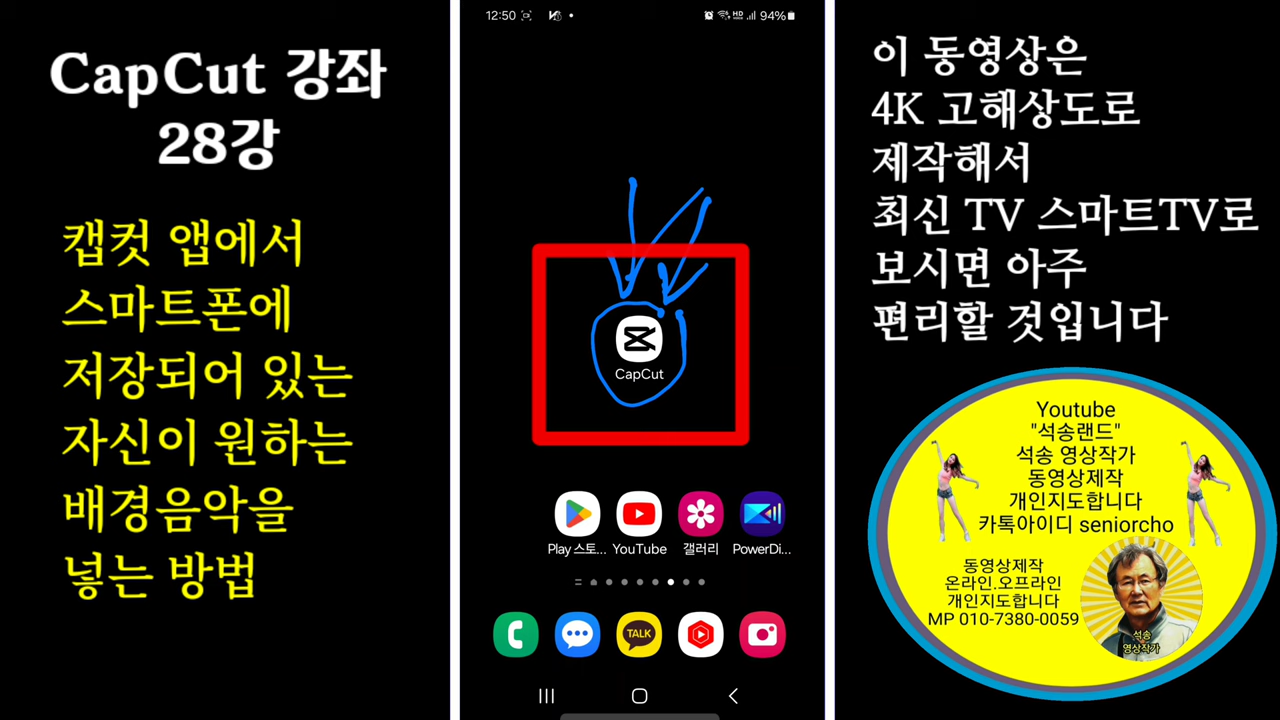 CapCut 강좌
28강
캡컷 앱에서
스마트폰에
저장되어 있는
자신이 원하는
배경음악을
넣는 방법
12:50
HD
94%
CapCut
Play 스토...
YouTube
갤러리
PowerDi...
TALK
이 동영상은
4K 고해상도로
제작해서
최신 TV 스마트TV로
보시면 아주
편리할 것입니다
Youtube
"석송랜드"
석송 영상작가
동영상제작
개인지도합니다
카톡아이디 seniorcho
동영상제작
온라인.오프라인
개인지도합니다
MP 010-7380-0059
석송
영상작가